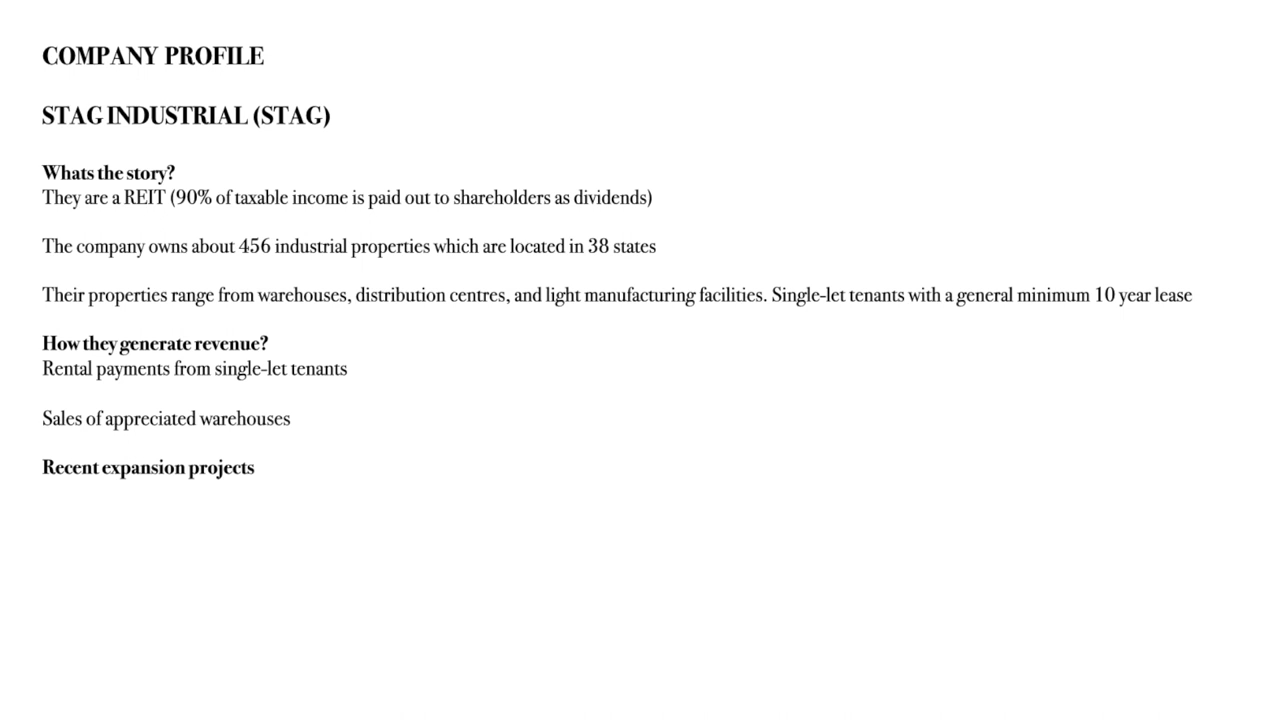 COMPANY PROFILE
STAG INDUSTRIAL (STAG)
Whats the story?
They are a REIT (90% of taxable income is paid out to shareholders as dividends)
The company owns about 456 industrial properties which are located in 38 states
Their properties range from warehouses, distribution centres, and light manufacturing facilities. Single-let tenants with a general minimum 10 year lease
How they generate revenue?
Rental payments from single-let tenants
Sales of appreciated warehouses
Recent expansion projects